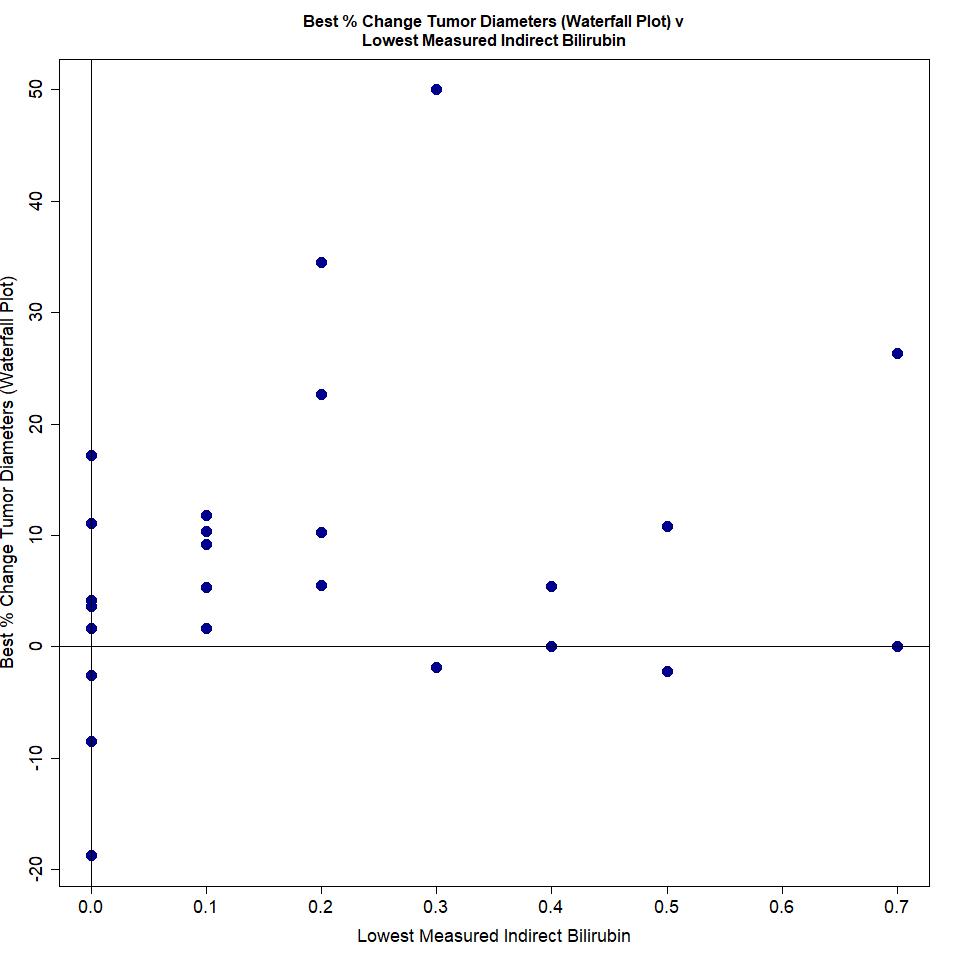 Best % Change Tumor Diameters (Waterfall Plot) v
Lowest Measured Indirect Bilirubin
Best % Change Tumor Diameters (Waterfall Plot)
50
40
30
20
10
0
-10
-20
0.0 0.1 0.2 0.3 0.4 0.5 0.6 0.7
Lowest Measured Indirect Bilirubin